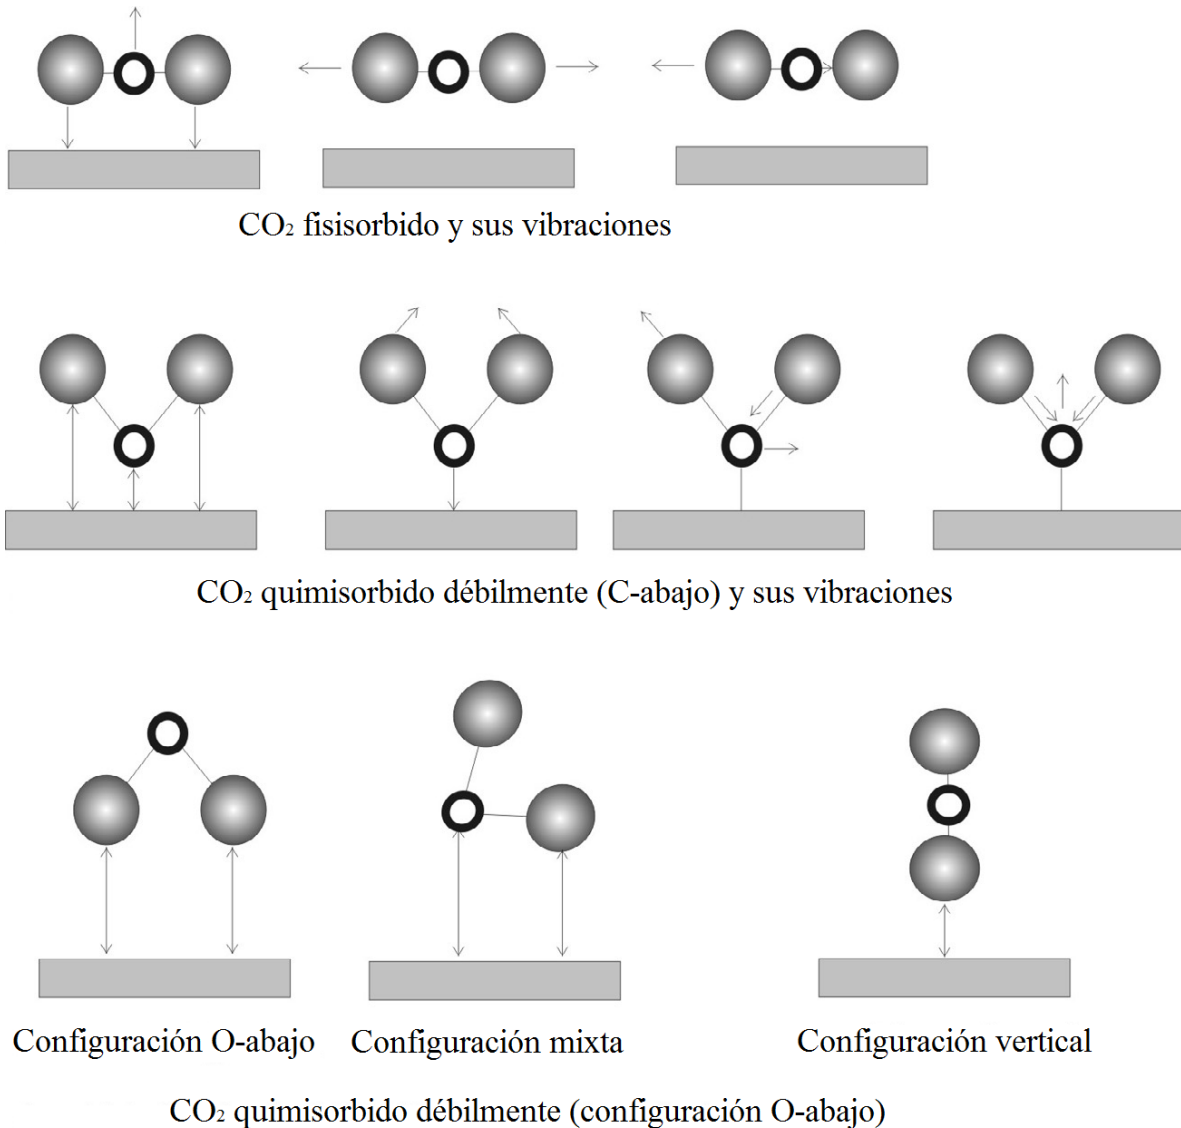 CO₂ fisisorbido y sus vibraciones
CO₂ quimisorbido débilmente (C-abajo) y sus vibraciones
Configuración O-abajo
Configuración mixta
Configuración vertical
CO₂ quimisorbido débilmente (configuración O-abajo)